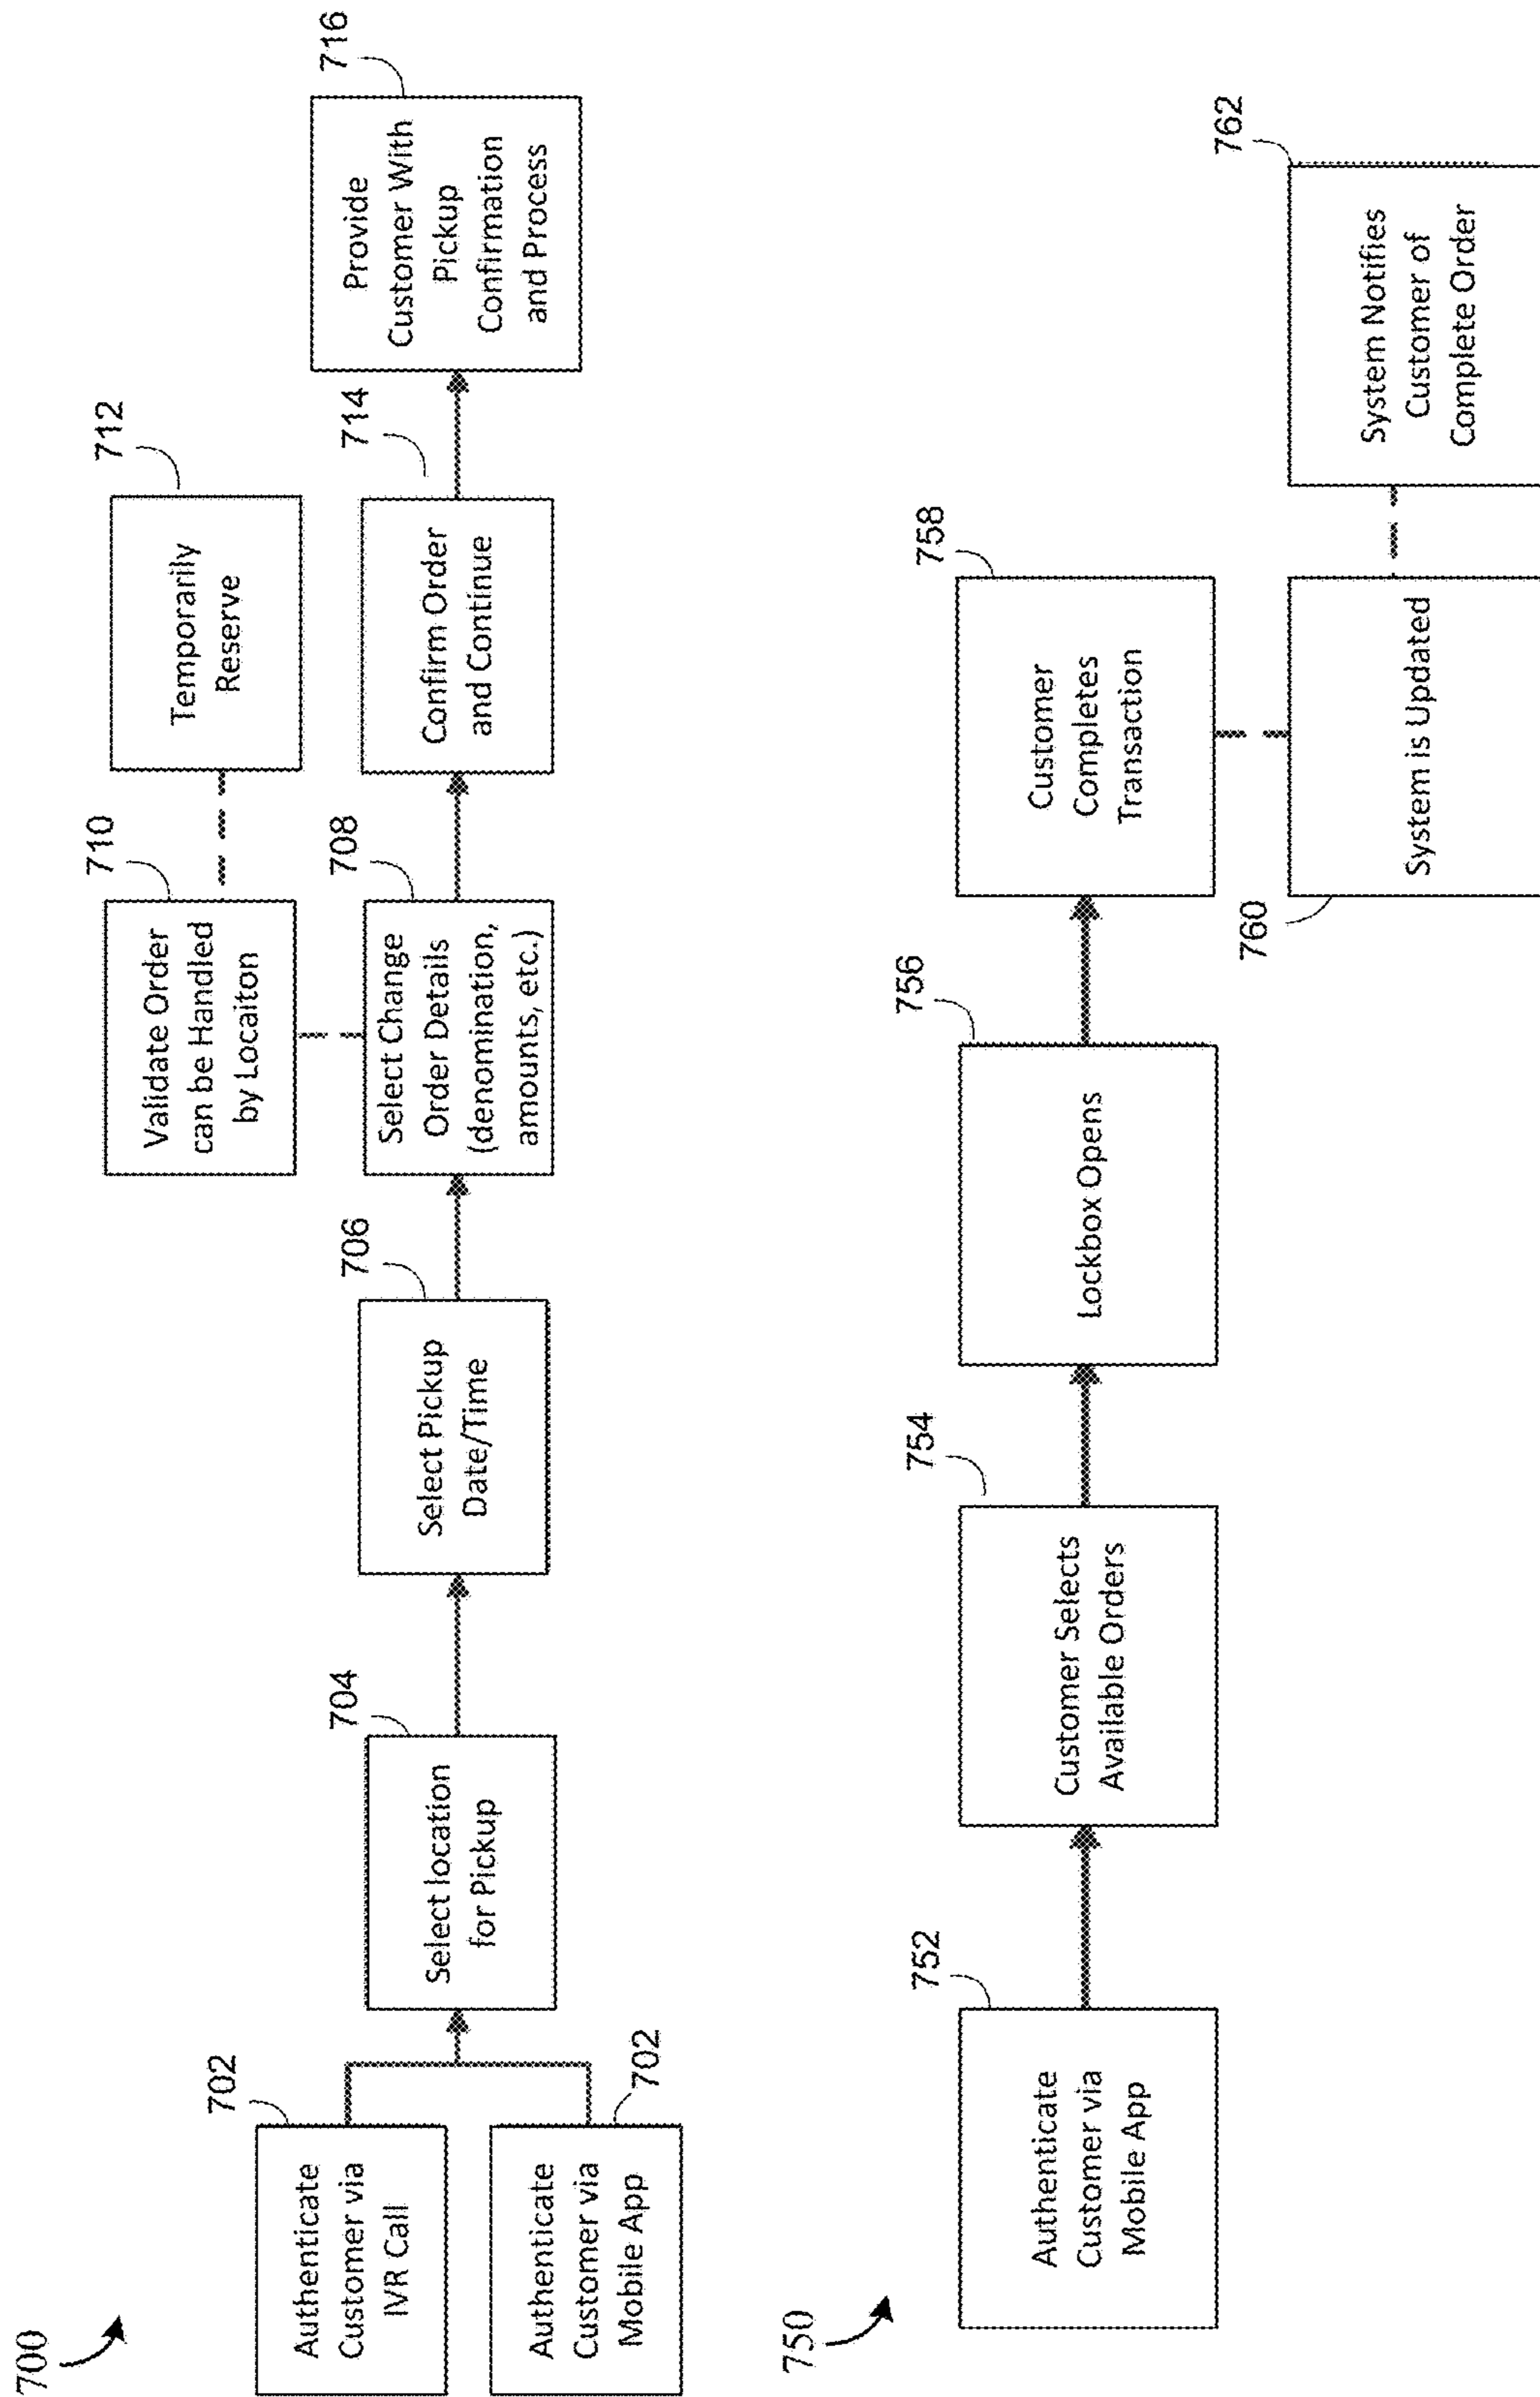 700
702
Authenticate
Customer via
IVR Call
702
Authenticate
Customer via
Mobile App
704
Select location
for Pickup
706
Select Pickup
Date/Time
708
Select Change
Order Details
(denomination,
amounts, etc.)
710
Validate Order
can be Handled
by Locaiton
712
Temporarily
Reserve
714
Confirm Order
and Continue
716
Provide
Customer With
Pickup
Confirmation
and Process
750
752
Authenticate
Customer via
Mobile App
754
Customer Selects
Available Orders
756
Lockbox Opens
758
Customer
Completes
Transaction
760
System is Updated
762
System Notifies
Customer of
Complete Order